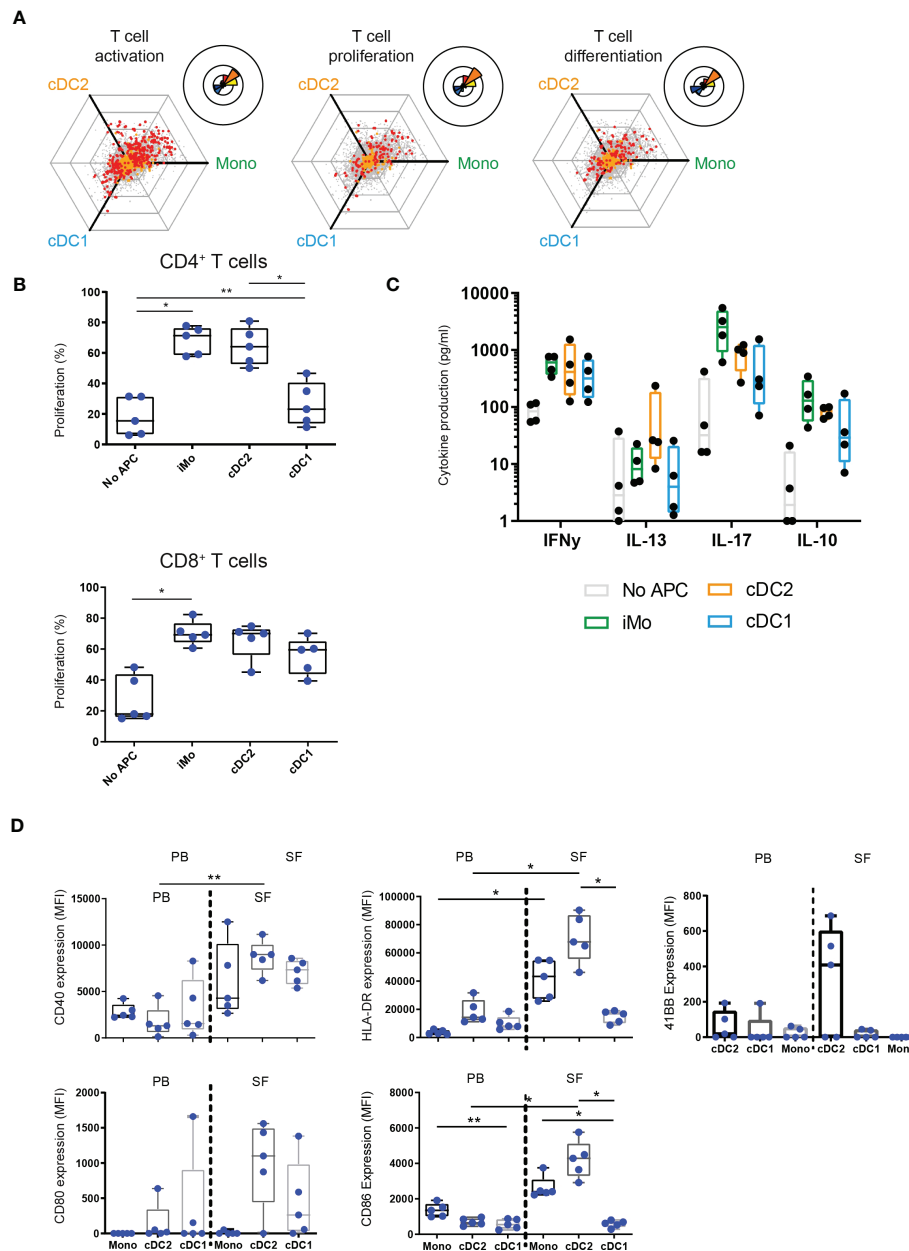 A
T cell activation
T cell proliferation
T cell differentiation
cDC2
Mono
cDC1
cDC2
Mono
cDC1
cDC2
Mono
cDC1
B
CD4+ T cells
Proliferation (%)
100
80
60
40
20
0
*
**
*
No APC
iMo
cDC2
cDC1
CD8+ T cells
Proliferation (%)
100
80
60
40
20
0
*
No APC
iMo
cDC2
cDC1
C
Cytokine production (pg/ml)
10000
1000
100
10
1
IFNy
IL-13
IL-17
IL-10
No APC
cDC2
iMo
cDC1
D
PB
SF
CD40 expression (MFI)
15000
10000
5000
0
**
PB
SF
PB
SF
HLA-DR expression (MFI)
100000
80000
60000
40000
20000
0
*
*
*
PB
SF
41BB Expression (MFI)
800
600
400
200
0
cDC2
cDC1
Mono
cDC2
cDC1
Mono
PB
SF
CD80 expression (MFI)
2000
1500
1000
500
0
Mono
cDC2
cDC1
Mono
cDC2
cDC1
PB
SF
CD86 Expression (MFI)
8000
6000
4000
2000
0
**
*
*
*
Mono
cDC2
cDC1
Mono
cDC2
cDC1